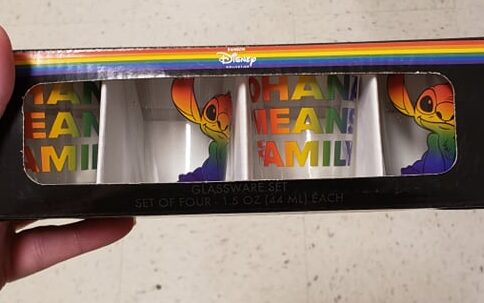 RAINBOW
Disney
COLLECTION
OHANA
MEANS
FAMILY
OHANA
MEANS
FAMILY
GLASSWARE SET
SET OF FOUR - 1.5 OZ (44 ML) EACH